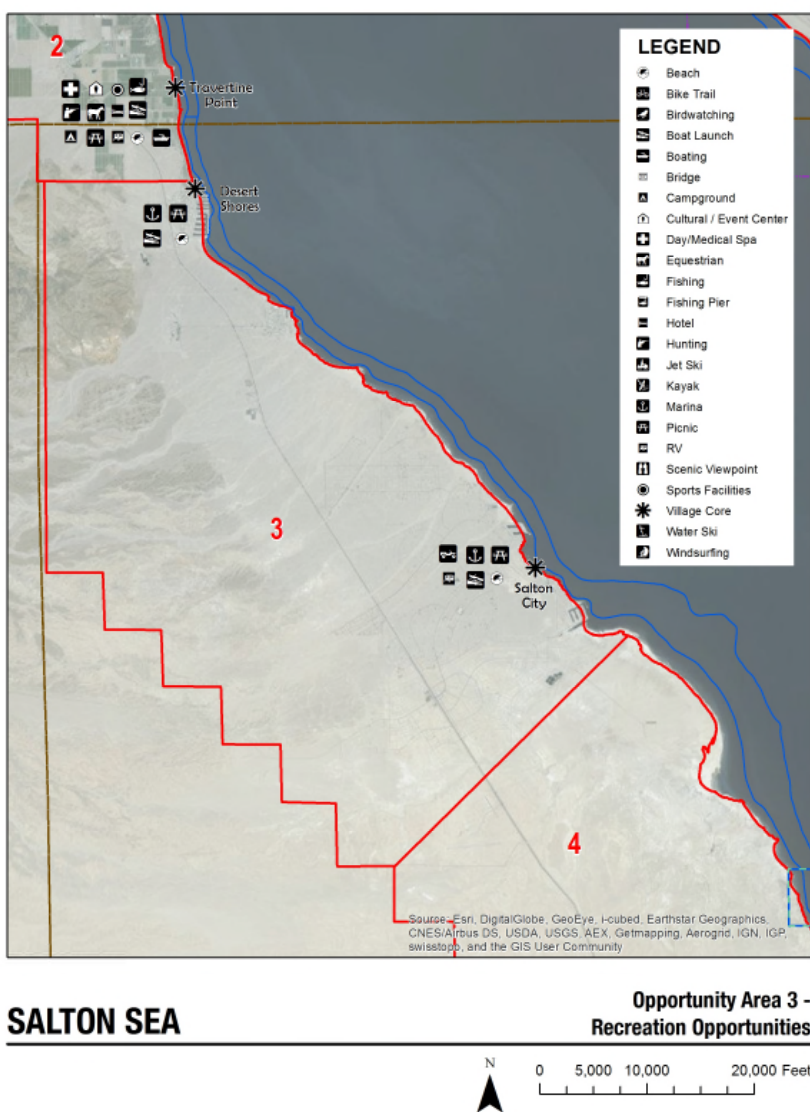 2
Travertine
Point
Desert
Shores
LEGEND
Beach
Bike Trail
Birdwatching
Boat Launch
Boating
Bridge
Campground
Cultural / Event Center
Day/Medical Spa
Equestrian
Fishing
Fishing Pier
Hotel
Hunting
Jet Ski
Kayak
Marina
Picnic
RV
Scenic Viewpoint
Sports Facilities
Village Core
Water Ski
Windsurfing
3
Salton
City
4
Source: Esri, DigitalGlobe, GeoEye, i-cubed, Earthstar Geographics,
CNES/Airbus DS, USDA, USGS, AEX, Getmapping, Aerogrid, IGN, IGP,
swisstopo, and the GIS User Community
SALTON SEA
Opportunity Area 3 -
Recreation Opportunities
N
0 5,000 10,000 20,000 Feet